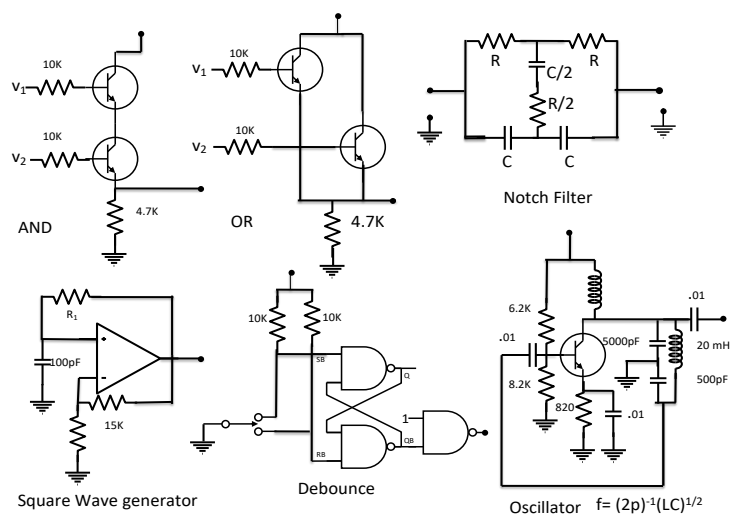 10K
V₁
10K
V₂
4.7K
AND
10K
V₁
10K
V₂
4.7K
OR
R
R
C/2
R/2
C
C
Notch Filter
R₁
100pF
+
-
15K
Square Wave generator
10K
10K
SB
Q
1
RB
QB
Debounce
6.2K
.01
.01
5000pF
20 mH
8.2K
820
500pF
.01
Oscillator f= (2p)⁻¹(LC)¹/²